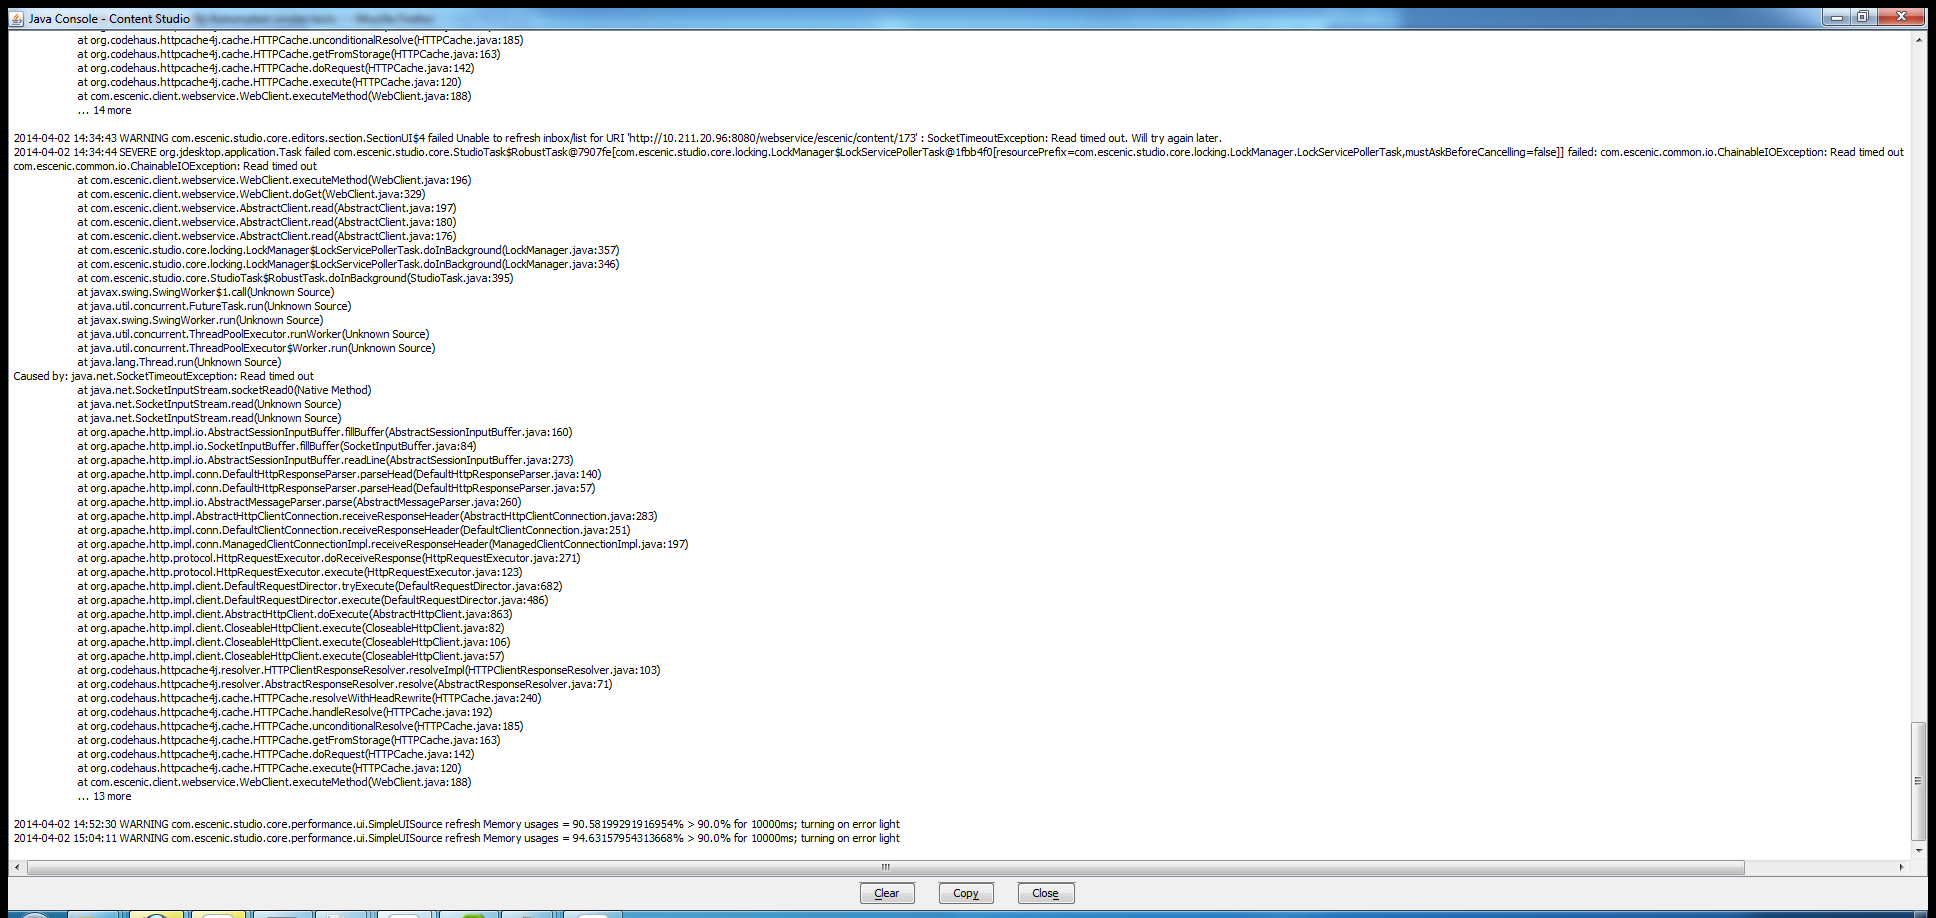 Java Console - Content Studio
at org.codehaus.httpcache4j.cache.HTTPCache.unconditionalResolve(HTTPCache.java:185)
at org.codehaus.httpcache4j.cache.HTTPCache.getFromStorage(HTTPCache.java:163)
at org.codehaus.httpcache4j.cache.HTTPCache.doRequest(HTTPCache.java:142)
at org.codehaus.httpcache4j.cache.HTTPCache.execute(HTTPCache.java:120)
at com.escenic.client.webservice.WebClient.executeMethod(WebClient.java:188)
... 14 more
2014-04-02 14:34:43 WARNING com.escenic.studio.core.editors.section.SectionUI$4 failed Unable to refresh inbox/list for URI 'http://10.211.20.96:8080/webservice/escenic/content/173' : SocketTimeoutException: Read timed out. Will try again later.
2014-04-02 14:34:44 SEVERE org.jdesktop.application.Task failed com.escenic.studio.core.StudioTask$RobustTask@7907fe[com.escenic.studio.core.locking.LockManager$LockServicePollerTask@1fbb4f0[resourcePrefix=com.escenic.studio.core.locking.LockManager.LockServicePollerTask,mustAskBeforeCancelling=false]] failed: com.escenic.common.io.ChainableIOException: Read timed out
com.escenic.common.io.ChainableIOException: Read timed out
at com.escenic.client.webservice.WebClient.executeMethod(WebClient.java:196)
at com.escenic.client.webservice.WebClient.doGet(WebClient.java:329)
at com.escenic.client.webservice.AbstractClient.read(AbstractClient.java:197)
at com.escenic.client.webservice.AbstractClient.read(AbstractClient.java:180)
at com.escenic.client.webservice.AbstractClient.read(AbstractClient.java:176)
at com.escenic.studio.core.locking.LockManager$LockServicePollerTask.doInBackground(LockManager.java:357)
at com.escenic.studio.core.locking.LockManager$LockServicePollerTask.doInBackground(LockManager.java:346)
at com.escenic.studio.core.StudioTask$RobustTask.doInBackground(StudioTask.java:395)
at javax.swing.SwingWorker$1.call(Unknown Source)
at java.util.concurrent.FutureTask.run(Unknown Source)
at javax.swing.SwingWorker.run(Unknown Source)
at java.util.concurrent.ThreadPoolExecutor.runWorker(Unknown Source)
at java.util.concurrent.ThreadPoolExecutor$Worker.run(Unknown Source)
at java.lang.Thread.run(Unknown Source)
Caused by: java.net.SocketTimeoutException: Read timed out
at java.net.SocketInputStream.socketRead0(Native Method)
at java.net.SocketInputStream.read(Unknown Source)
at java.net.SocketInputStream.read(Unknown Source)
at org.apache.http.impl.io.AbstractSessionInputBuffer.fillBuffer(AbstractSessionInputBuffer.java:160)
at org.apache.http.impl.io.SocketInputBuffer.fillBuffer(SocketInputBuffer.java:84)
at org.apache.http.impl.io.AbstractSessionInputBuffer.readLine(AbstractSessionInputBuffer.java:273)
at org.apache.http.impl.conn.DefaultHttpResponseParser.parseHead(DefaultHttpResponseParser.java:140)
at org.apache.http.impl.conn.DefaultHttpResponseParser.parseHead(DefaultHttpResponseParser.java:57)
at org.apache.http.impl.io.AbstractMessageParser.parse(AbstractMessageParser.java:260)
at org.apache.http.impl.AbstractHttpClientConnection.receiveResponseHeader(AbstractHttpClientConnection.java:283)
at org.apache.http.impl.conn.DefaultClientConnection.receiveResponseHeader(DefaultClientConnection.java:251)
at org.apache.http.impl.conn.ManagedClientConnectionImpl.receiveResponseHeader(ManagedClientConnectionImpl.java:197)
at org.apache.http.protocol.HttpRequestExecutor.doReceiveResponse(HttpRequestExecutor.java:271)
at org.apache.http.protocol.HttpRequestExecutor.execute(HttpRequestExecutor.java:123)
at org.apache.http.impl.client.DefaultRequestDirector.tryExecute(DefaultRequestDirector.java:682)
at org.apache.http.impl.client.DefaultRequestDirector.execute(DefaultRequestDirector.java:486)
at org.apache.http.impl.client.AbstractHttpClient.doExecute(AbstractHttpClient.java:863)
at org.apache.http.impl.client.CloseableHttpClient.execute(CloseableHttpClient.java:82)
at org.apache.http.impl.client.CloseableHttpClient.execute(CloseableHttpClient.java:106)
at org.apache.http.impl.client.CloseableHttpClient.execute(CloseableHttpClient.java:57)
at org.codehaus.httpcache4j.resolver.HTTPClientResponseResolver.resolveImpl(HTTPClientResponseResolver.java:103)
at org.codehaus.httpcache4j.resolver.AbstractResponseResolver.resolve(AbstractResponseResolver.java:71)
at org.codehaus.httpcache4j.cache.HTTPCache.resolveWithHeadRewrite(HTTPCache.java:240)
at org.codehaus.httpcache4j.cache.HTTPCache.handleResolve(HTTPCache.java:192)
at org.codehaus.httpcache4j.cache.HTTPCache.unconditionalResolve(HTTPCache.java:185)
at org.codehaus.httpcache4j.cache.HTTPCache.getFromStorage(HTTPCache.java:163)
at org.codehaus.httpcache4j.cache.HTTPCache.doRequest(HTTPCache.java:142)
at org.codehaus.httpcache4j.cache.HTTPCache.execute(HTTPCache.java:120)
at com.escenic.client.webservice.WebClient.executeMethod(WebClient.java:188)
... 13 more
2014-04-02 14:52:30 WARNING com.escenic.studio.core.performance.ui.SimpleUISource refresh Memory usages = 90.58199291916954% > 90.0% for 10000ms; turning on error light
2014-04-02 15:04:11 WARNING com.escenic.studio.core.performance.ui.SimpleUISource refresh Memory usages = 94.63157954313668% > 90.0% for 10000ms; turning on error light
Clear Copy Close